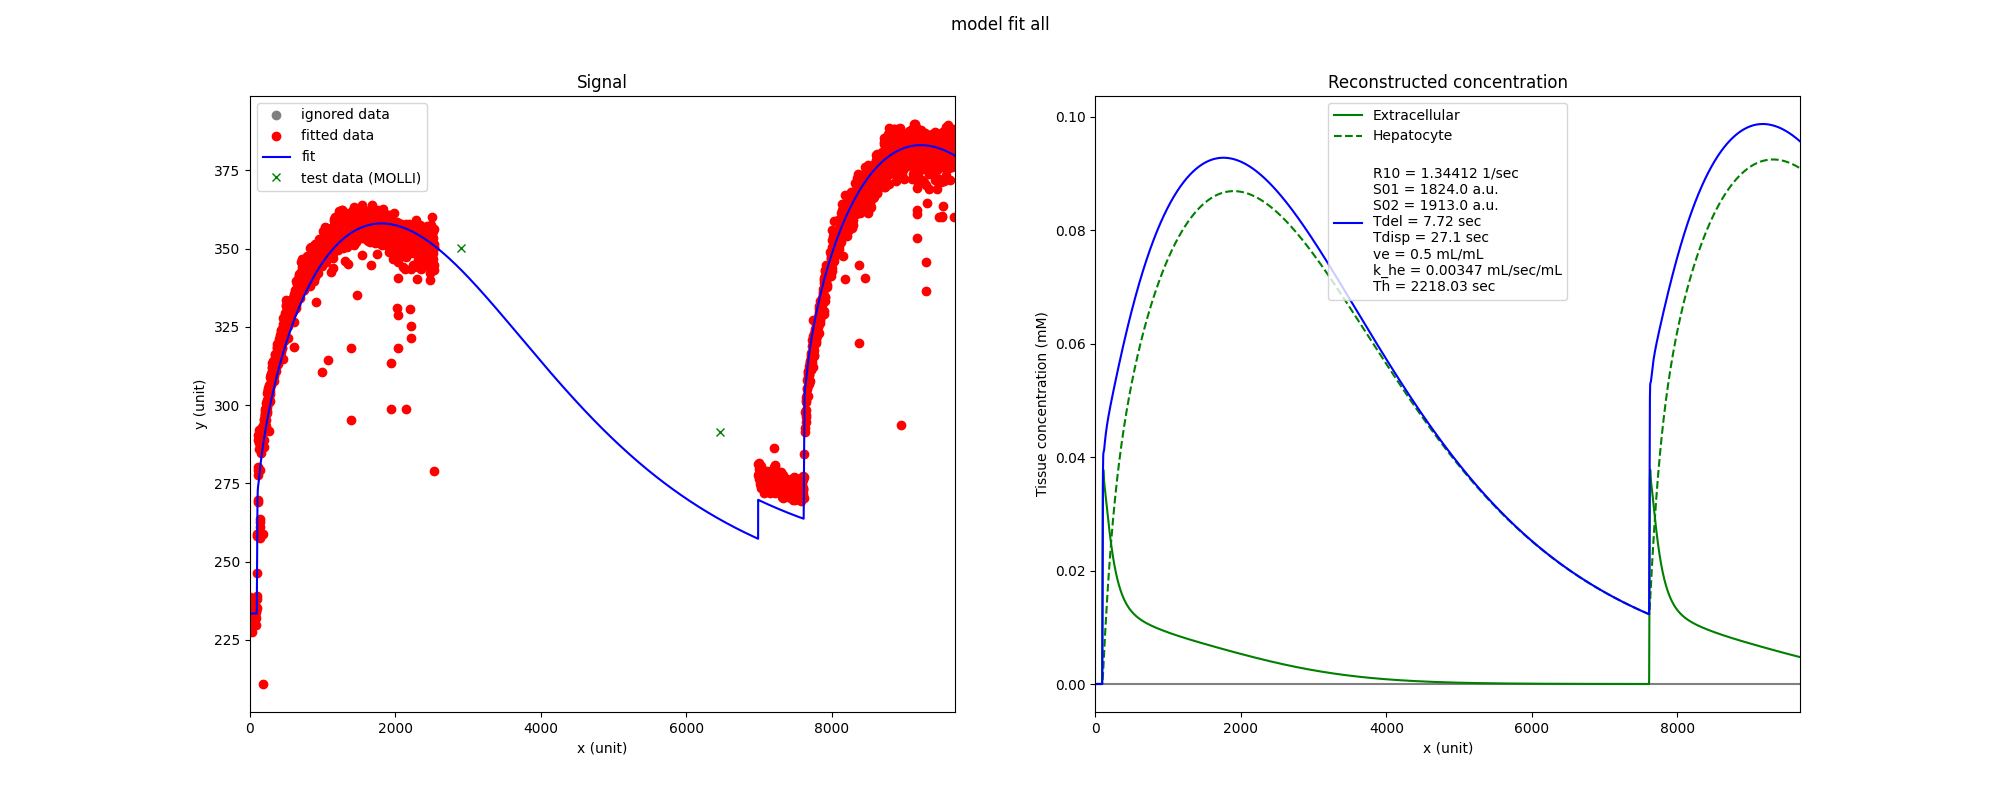 model fit all
Signal
ignored data
fitted data
fit
test data (MOLLI)
y (unit)
375
350
325
300
275
250
225
0
2000
4000
6000
8000
x (unit)
Reconstructed concentration
Extracellular
Hepatocyte
R10 = 1.34412 1/sec
S01 = 1824.0 a.u.
S02 = 1913.0 a.u.
Tdel = 7.72 sec
Tdisp = 27.1 sec
ve = 0.5 mL/mL
k_he = 0.00347 mL/sec/mL
Th = 2218.03 sec
Tissue concentration (mM)
0.10
0.08
0.06
0.04
0.02
0.00
0
2000
4000
6000
8000
x (unit)